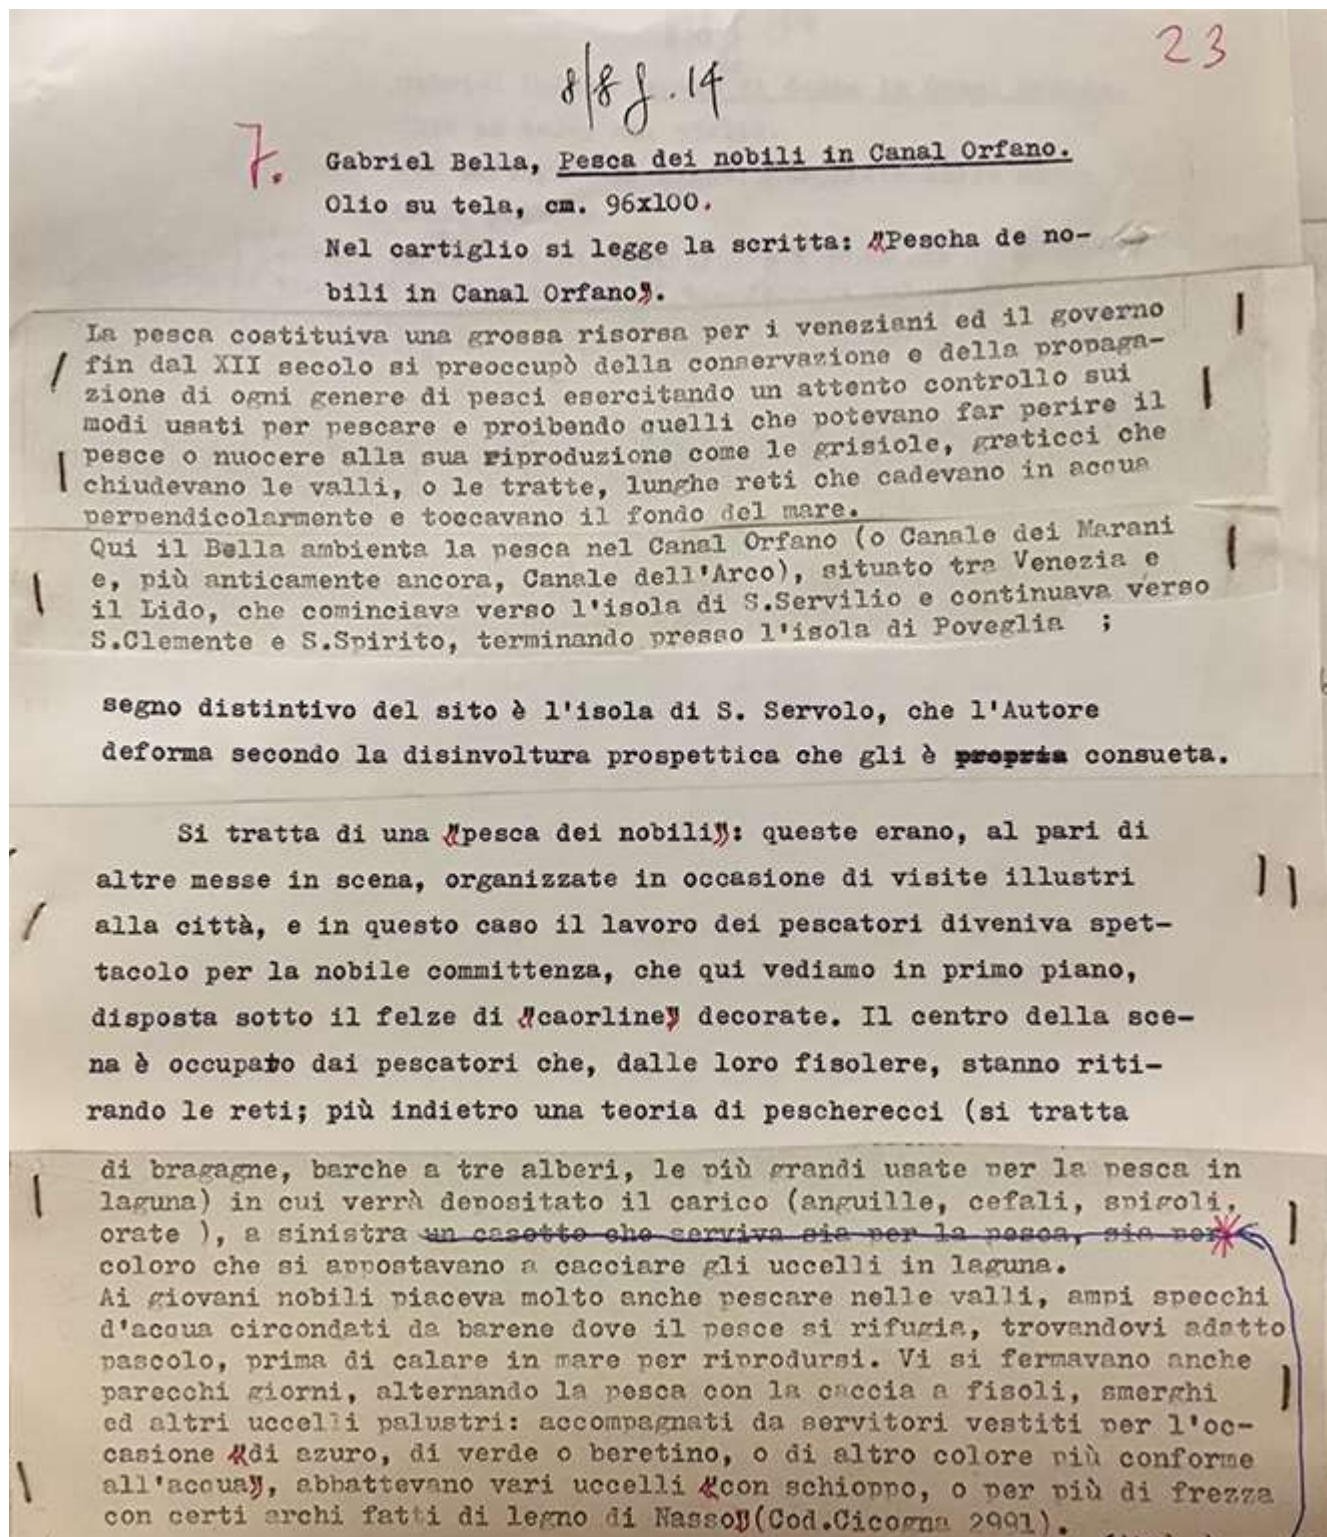 23
8/8 f. 14
7.
Gabriel Bella, Pesca dei nobili in Canal Orfano.
Olio su tela, cm. 96x100.
Nel cartiglio si legge la scritta: «Pescha de no-
bili in Canal Orfano».
La pesca costituiva una grossa risorsa per i veneziani ed il governo
fin dal XII secolo si preoccupò della conservazione e della propaga-
zione di ogni genere di pesci esercitando un attento controllo sui
modi usati per pescare e proibendo quelli che potevano far perire il
pesce o nuocere alla sua riproduzione come le grisiole, graticci che
chiudevano le valli, o le tratte, lunghe reti che cadevano in acqua
perpendicolarmente e toccavano il fondo del mare.
Qui il Bella ambienta la pesca nel Canal Orfano (o Canale dei Marani
e, più anticamente ancora, Canale dell'Arco), situato tra Venezia e
il Lido, che cominciava verso l'isola di S.Servilio e continuava verso
S.Clemente e S.Spirito, terminando presso l'isola di Poveglia ;
segno distintivo del sito è l'isola di S. Servolo, che l'Autore
deforma secondo la disinvoltura prospettica che gli è propria consueta.
Si tratta di una «pesca dei nobili»: queste erano, al pari di
altre messe in scena, organizzate in occasione di visite illustri
alla città, e in questo caso il lavoro dei pescatori diveniva spet-
tacolo per la nobile committenza, che qui vediamo in primo piano,
disposta sotto il felze di «caorline» decorate. Il centro della sce-
na è occupato dai pescatori che, dalle loro fisolere, stanno riti-
rando le reti; più indietro una teoria di pescherecci (si tratta
di bragagne, barche a tre alberi, le più grandi usate per la pesca in
laguna) in cui verrà depositato il carico (anguille, cefali, spigoli,
orate ), a sinistra un casotto che serviva sia per la pesca, sia per*
coloro che si appostavano a cacciare gli uccelli in laguna.
Ai giovani nobili piaceva molto anche pescare nelle valli, ampi specchi
d'acqua circondati da barene dove il pesce si rifugia, trovandovi adatto
pascolo, prima di calare in mare per riprodursi. Vi si fermavano anche
parecchi giorni, alternando la pesca con la caccia a fisoli, smerghi
ed altri uccelli palustri: accompagnati da servitori vestiti per l'oc-
casione «di azuro, di verde o beretino, o di altro colore più conforme
all'acqua», abbattevano vari uccelli «con schioppo, o per più di frezza
con certi archi fatti di legno di Nasso»(Cod.Cicogna 2991).